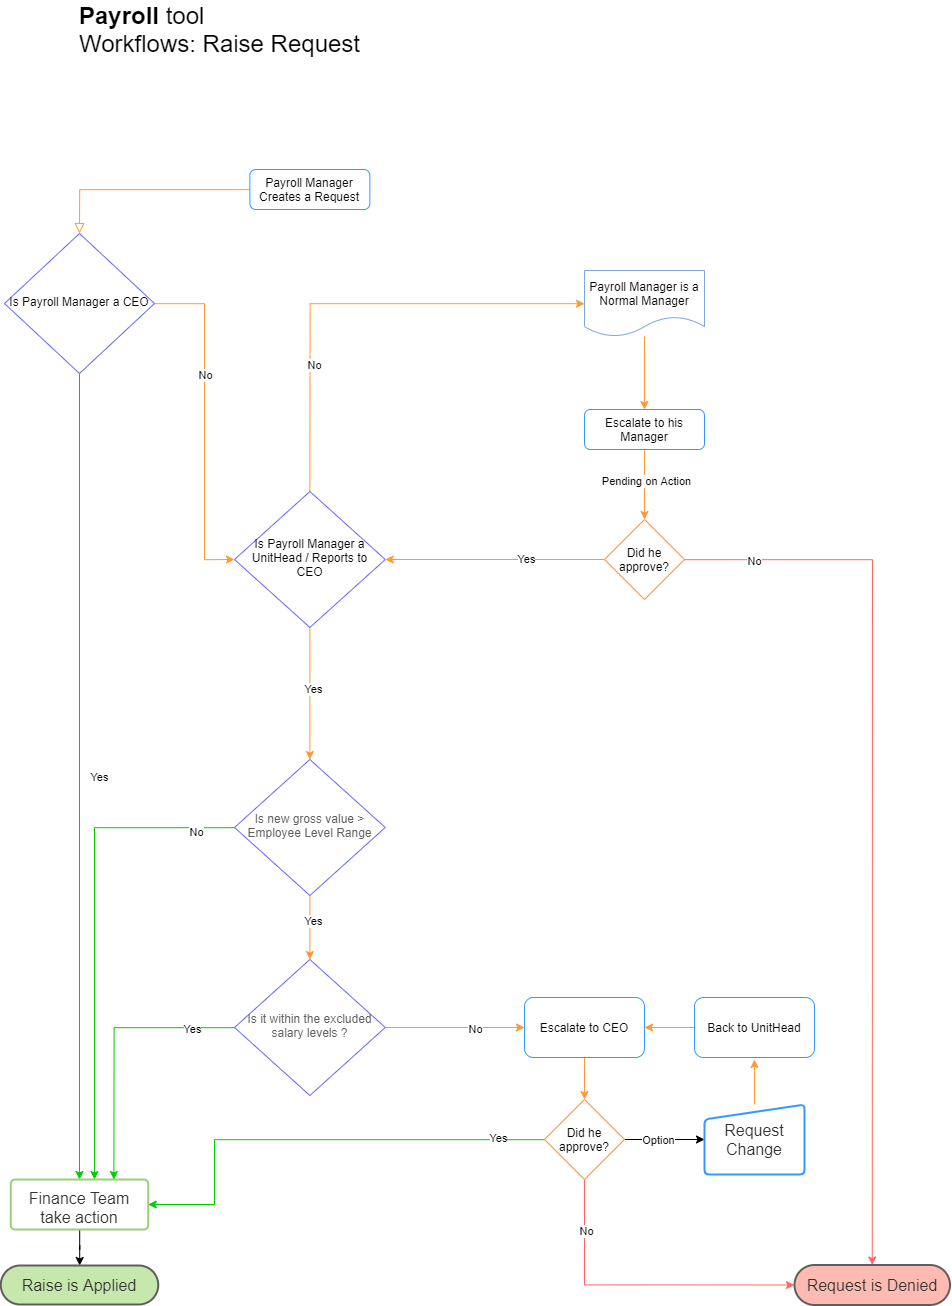 Payroll tool
Workflows: Raise Request
Payroll Manager
Creates a Request
Is Payroll Manager a CEO
Payroll Manager is a
Normal Manager
No
No
Escalate to his
Manager
Pending on Action
Is Payroll Manager a
UnitHead / Reports to
CEO
Yes
Did he
approve?
No
Yes
Yes
Is new gross value >
Employee Level Range
No
Yes
Is it within the excluded
salary levels ?
Yes
No
Escalate to CEO
Back to UnitHead
Did he
approve?
Option
Request
Change
Yes
Finance Team
take action
No
Raise is Applied
Request is Denied